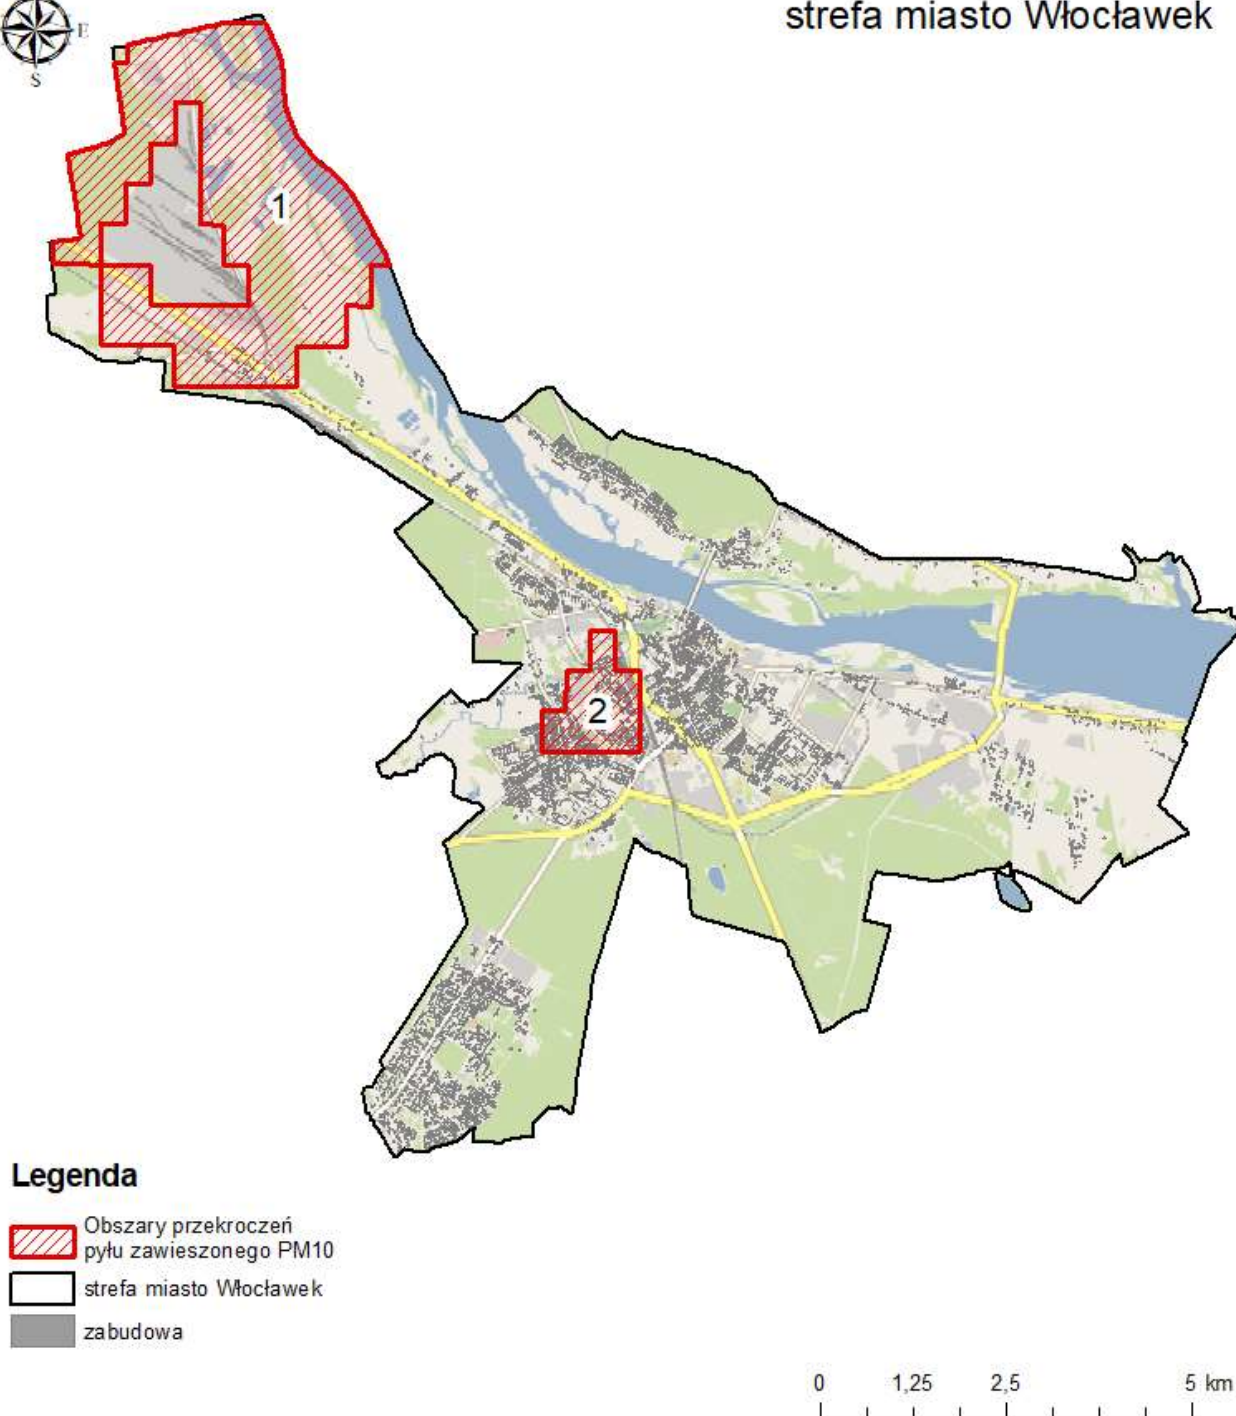 strefa miasto Włocławek
E
S
1
2
Legenda
Obszary przekroczeń
pyłu zawieszonego PM10
strefa miasto Włocławek
zabudowa
0 1,25 2,5 5 km